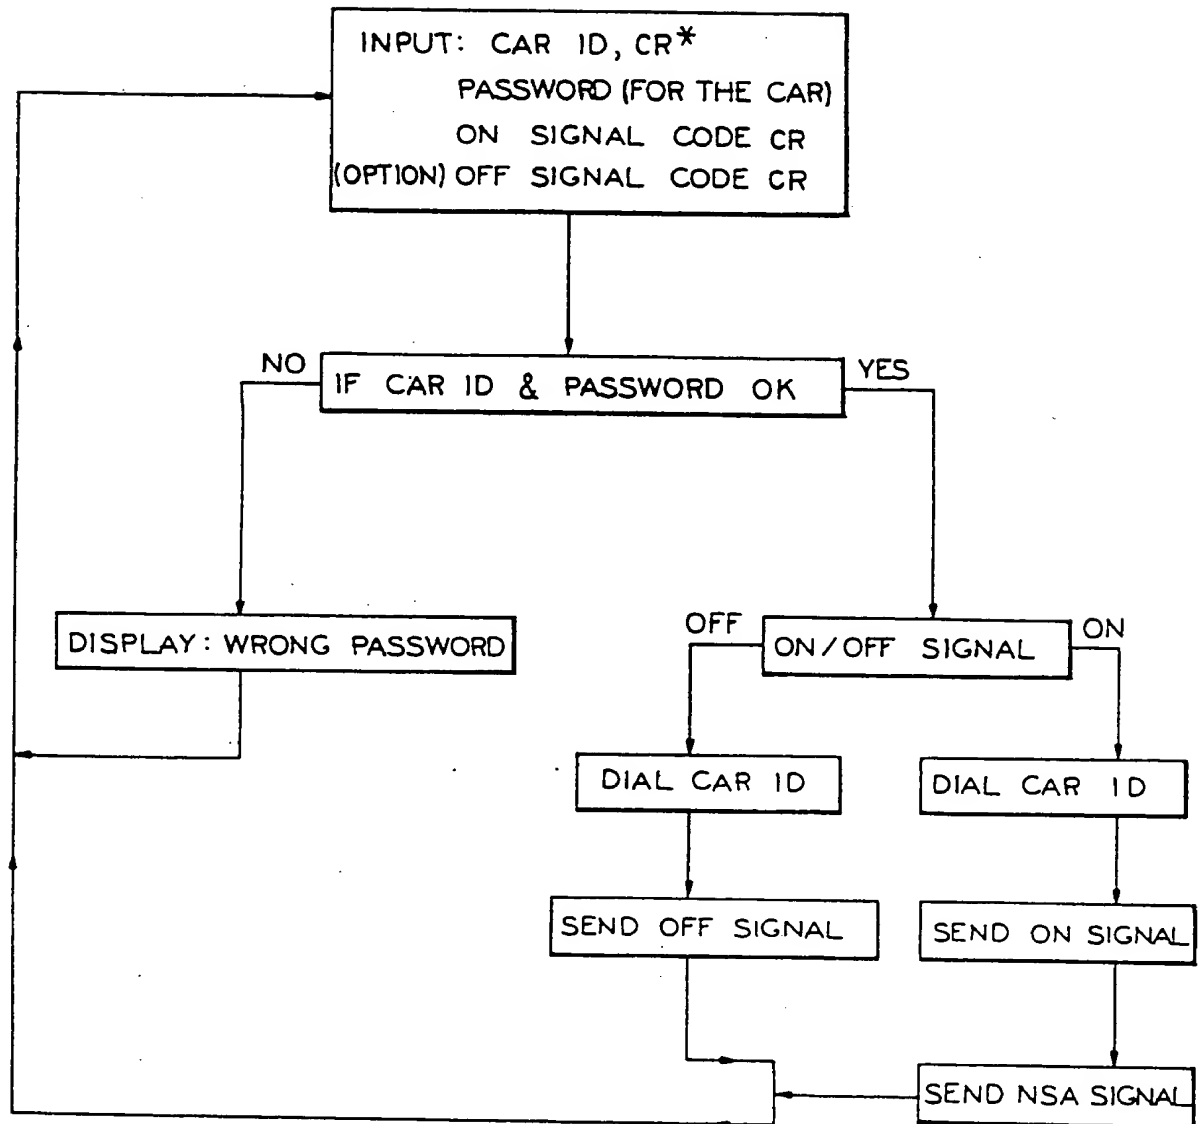 INPUT: CAR ID, CR*
PASSWORD (FOR THE CAR)
ON SIGNAL CODE CR
(OPTION) OFF SIGNAL CODE CR
NO
IF CAR ID & PASSWORD OK
YES
DISPLAY: WRONG PASSWORD
OFF
ON/OFF SIGNAL
ON
DIAL CAR ID
DIAL CAR ID
SEND OFF SIGNAL
SEND ON SIGNAL
SEND NSA SIGNAL